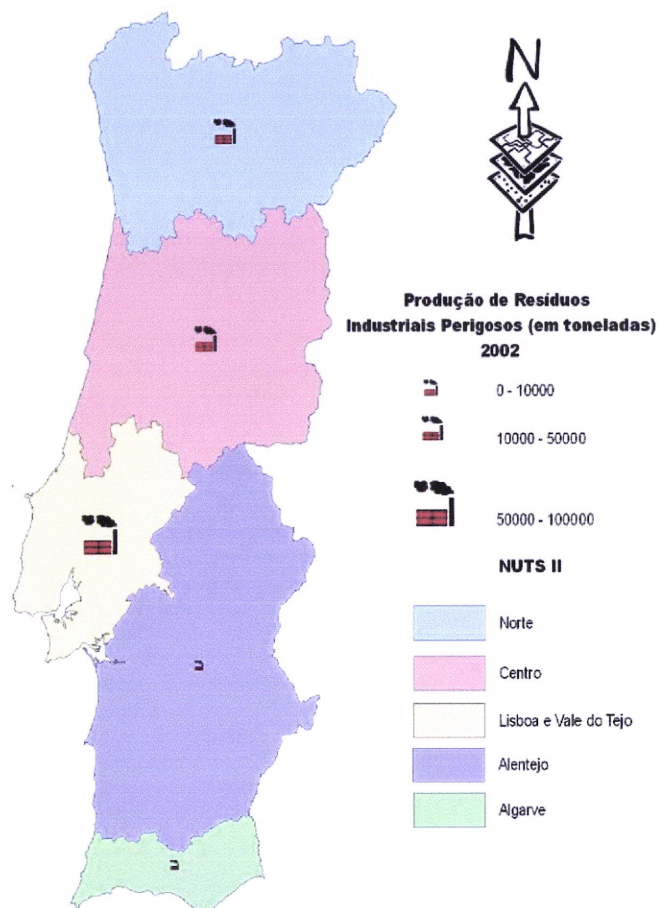 N
Produção de Resíduos
Industriais Perigosos (em toneladas)
2002
0 - 10000
10000 - 50000
50000 - 100000
NUTS II
Norte
Centro
Lisboa e Vale do Tejo
Alentejo
Algarve